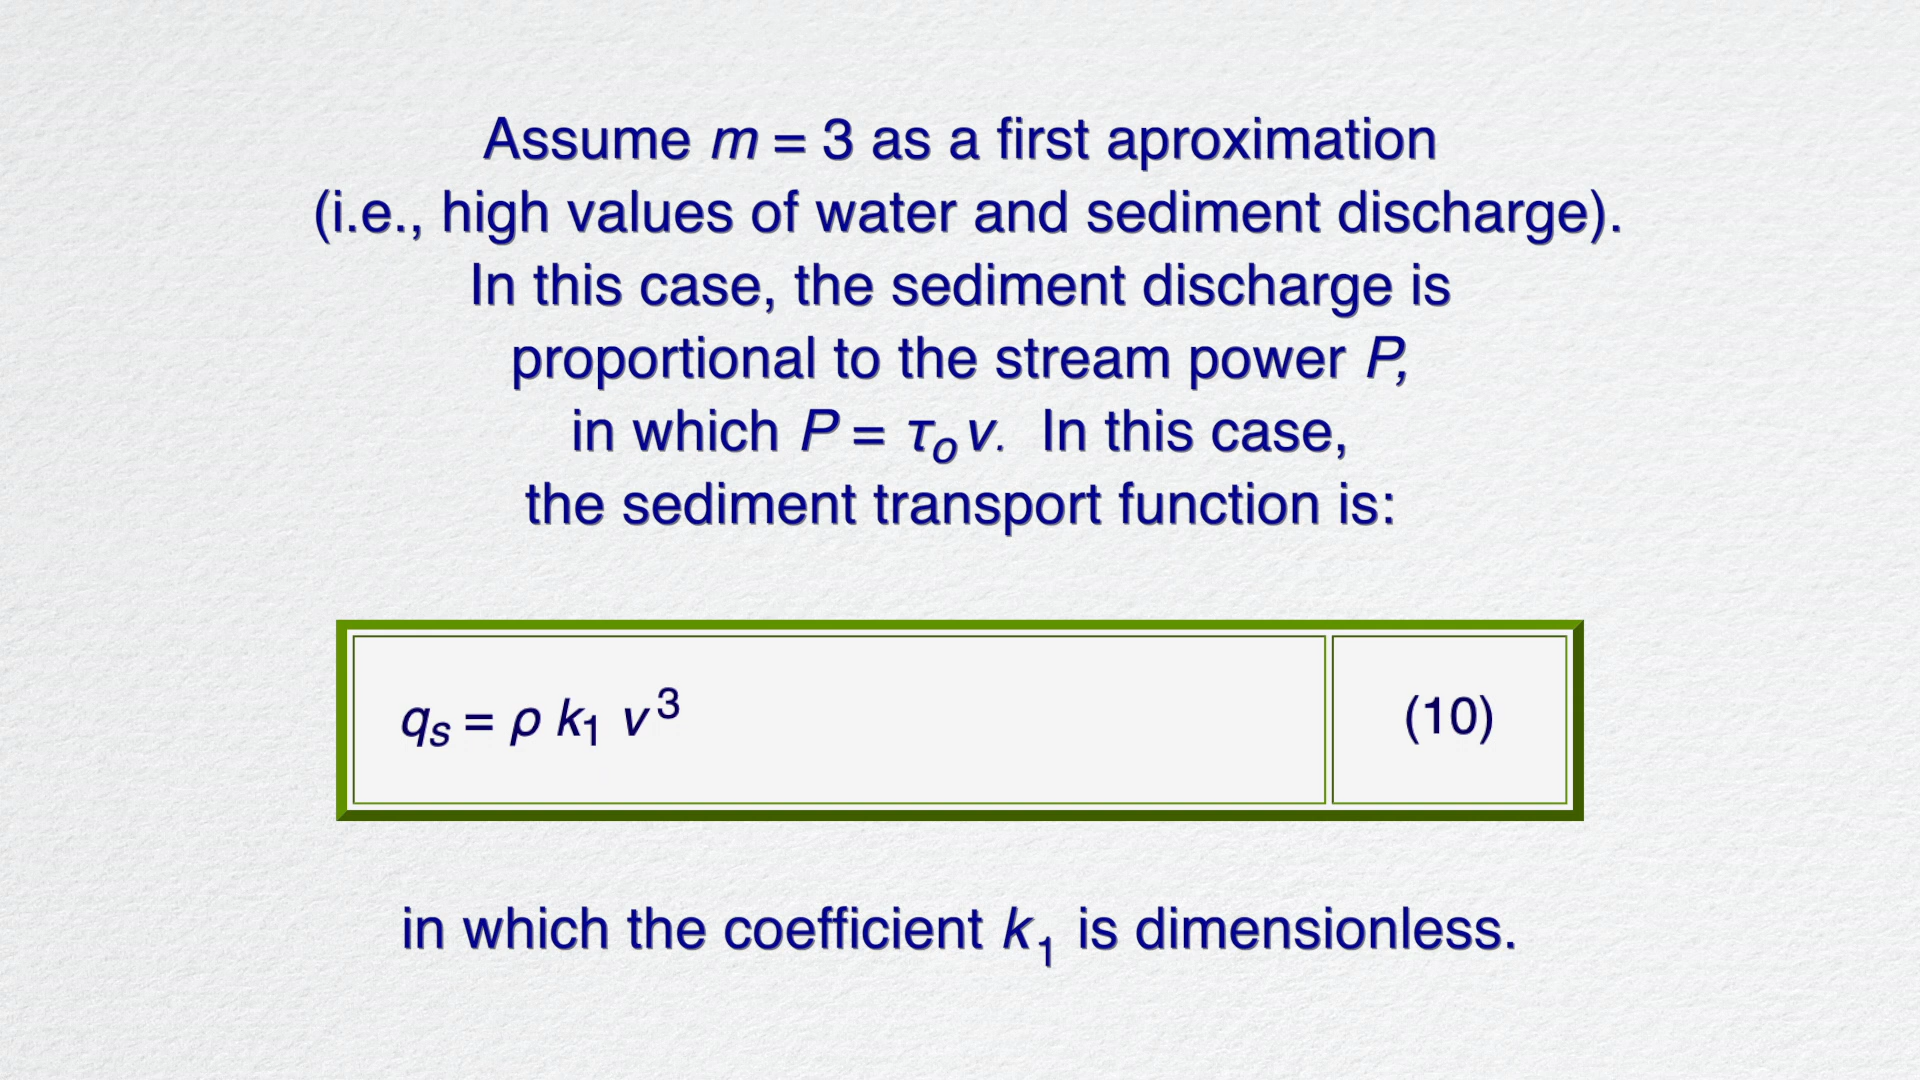 Assume m = 3 as a first aproximation
(i.e., high values of water and sediment discharge).
In this case, the sediment discharge is
proportional to the stream power P,
in which P = τₒ v. In this case,
the sediment transport function is:
qₛ = ρ k₁ v³ (10)
in which the coefficient k₁ is dimensionless.